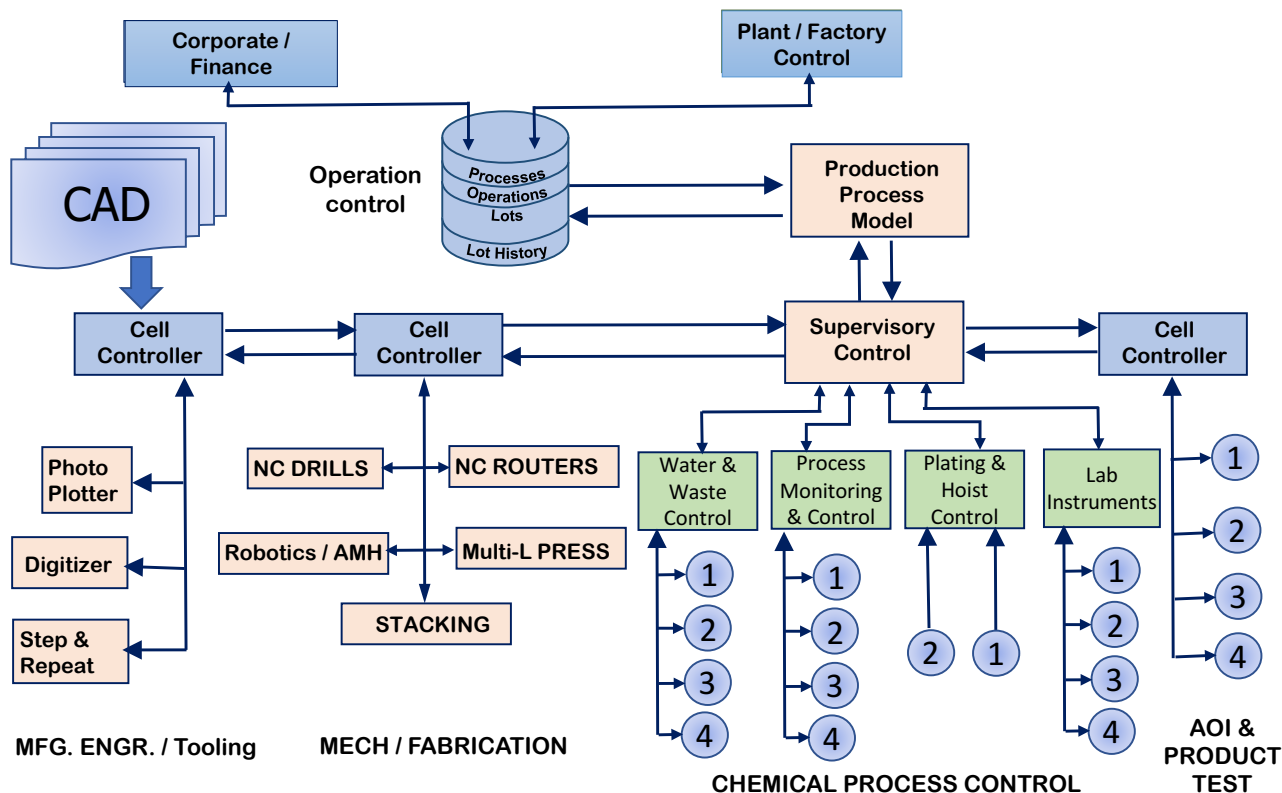 Corporate /
Finance
Plant / Factory
Control
CAD
Operation
control
Processes
Operations
Lots
Lot History
Production
Process
Model
Cell
Controller
Cell
Controller
Supervisory
Control
Cell
Controller
Photo
Plotter
Digitizer
Step &
Repeat
NC DRILLS
NC ROUTERS
Robotics / AMH
Multi-L PRESS
STACKING
Water &
Waste
Control
Process
Monitoring
& Control
Plating &
Hoist
Control
Lab
Instruments
1
2
3
4
1
2
3
4
2
1
1
2
3
4
1
2
3
4
MFG. ENGR. / Tooling
MECH / FABRICATION
CHEMICAL PROCESS CONTROL
AOI &
PRODUCT
TEST